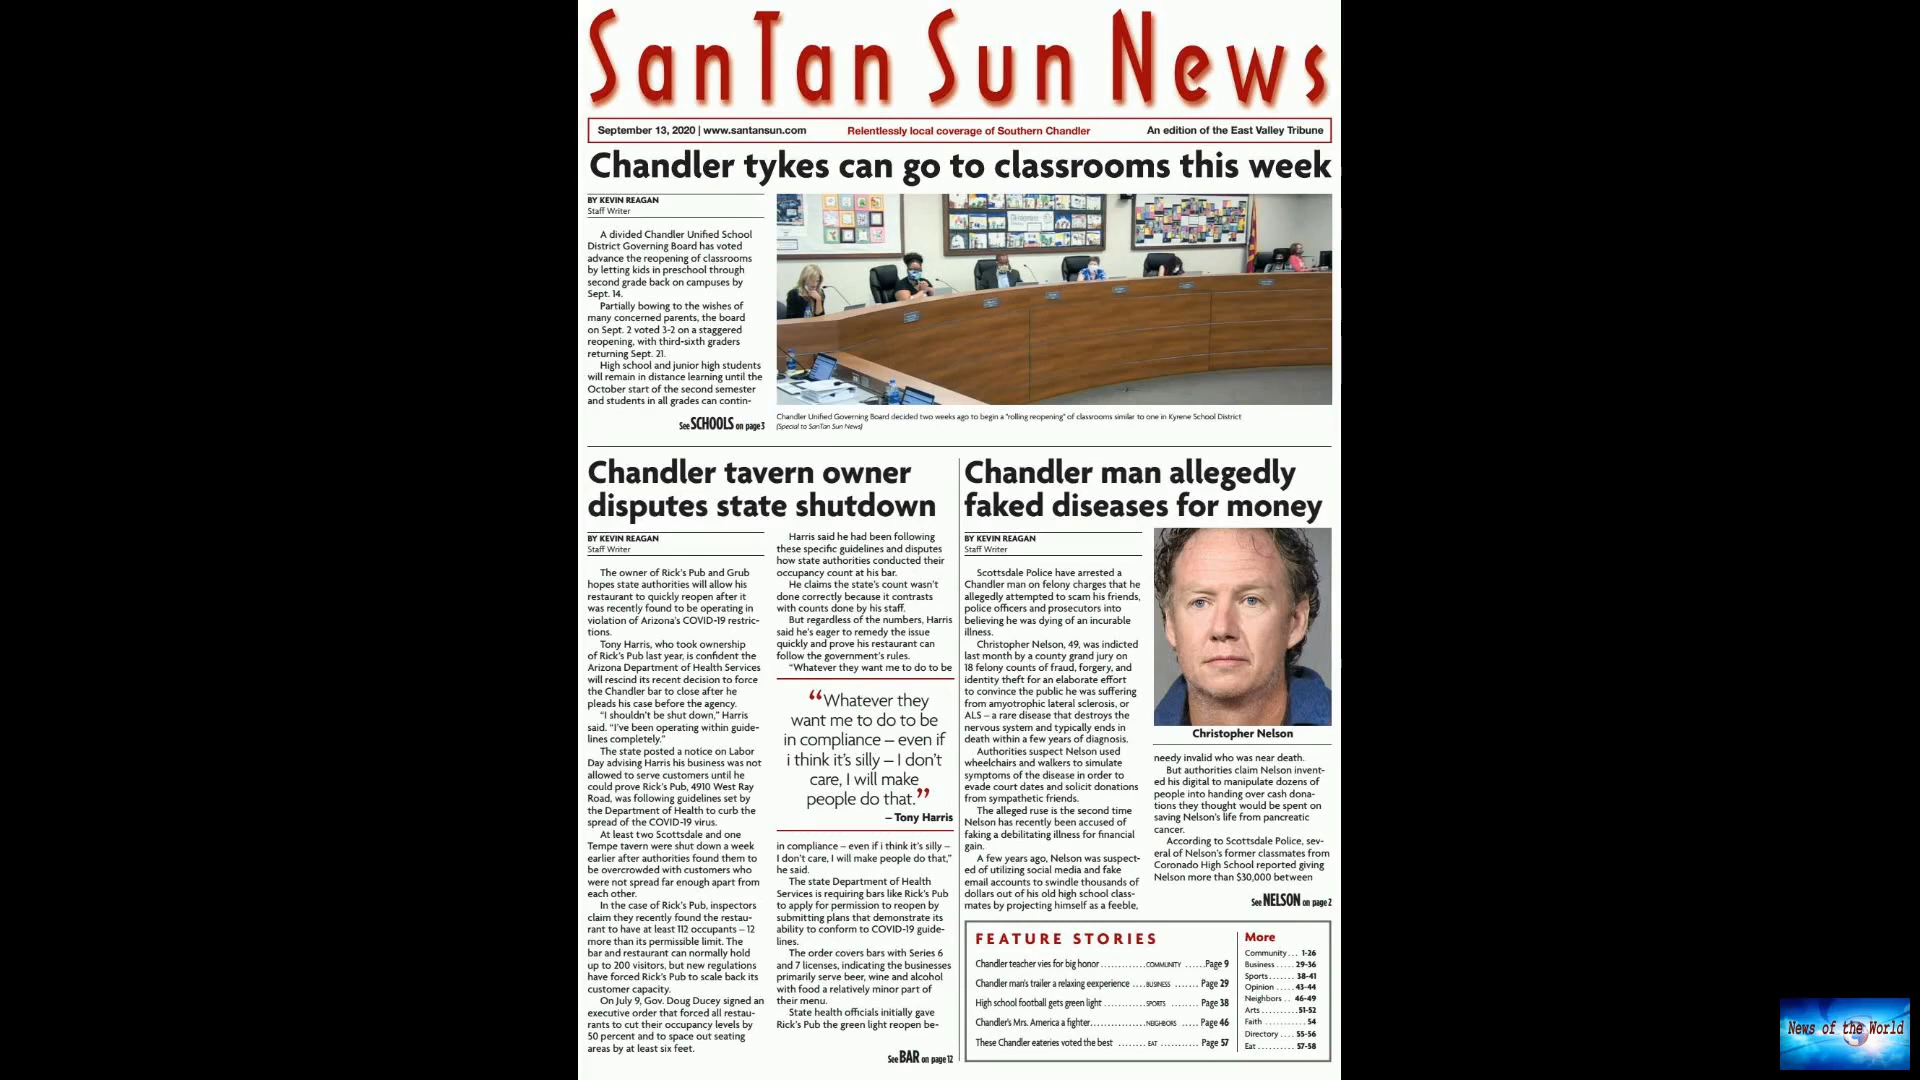 SanTan Sun News
September 13, 2020 | www.santansun.com
Relentlessly local coverage of Southern Chandler
An edition of the East Valley Tribune
Chandler tykes can go to classrooms this week
BY KEVIN REAGAN
Staff Writer
A divided Chandler Unified School
District Governing Board has voted
advance the reopening of classrooms
by letting kids in preschool through
second grade back on campuses by
Sept. 14.
Partially bowing to the wishes of
many concerned parents, the board
on Sept. 2 voted 3-2 on a staggered
reopening, with third-sixth graders
returning Sept. 21.
High school and junior high students
will remain in distance learning until the
October start of the second semester
and students in all grades can contin-
See SCHOOLS on page 3
Chandler Unified Governing Board decided two weeks ago to begin a "rolling reopening" of classrooms similar to one in Kyrene School District
(Special to SanTan Sun News)
Chandler tavern owner
disputes state shutdown
BY KEVIN REAGAN
Staff Writer
The owner of Rick's Pub and Grub
hopes state authorities will allow his
restaurant to quickly reopen after it
was recently found to be operating in
violation of Arizona's COVID-19 restric-
tions.
Tony Harris, who took ownership
of Rick's Pub last year, is confident the
Arizona Department of Health Services
will rescind its recent decision to force
the Chandler bar to close after he
pleads his case before the agency.
"I shouldn't be shut down," Harris
said. "I've been operating within guide-
lines completely."
The state posted a notice on Labor
Day advising Harris his business was not
allowed to serve customers until he
could prove Rick's Pub, 4910 West Ray
Road, was following guidelines set by
the Department of Health to curb the
spread of the COVID-19 virus.
At least two Scottsdale and one
Tempe tavern were shut down a week
earlier after authorities found them to
be overcrowded with customers who
were not spread far enough apart from
each other.
In the case of Rick's Pub, inspectors
claim they recently found the restau-
rant to have at least 112 occupants – 12
more than its permissible limit. The
bar and restaurant can normally hold
up to 200 visitors, but new regulations
have forced Rick's Pub to scale back its
customer capacity.
On July 9, Gov. Doug Ducey signed an
executive order that forced all restau-
rants to cut their occupancy levels by
50 percent and to space out seating
areas by at least six feet.
Harris said he had been following
these specific guidelines and disputes
how state authorities conducted their
occupancy count at his bar.
He claims the state's count wasn't
done correctly because it contrasts
with counts done by his staff.
But regardless of the numbers, Harris
said he's eager to remedy the issue
quickly and prove his restaurant can
follow the government's rules.
"Whatever they want me to do to be
“Whatever they
want me to do to be
in compliance – even if
i think it's silly – I don't
care, I will make
people do that.”
– Tony Harris
in compliance – even if i think it's silly –
I don't care, I will make people do that,"
he said.
The state Department of Health
Services is requiring bars like Rick's Pub
to apply for permission to reopen by
submitting plans that demonstrate its
ability to conform to COVID-19 guide-
lines.
The order covers bars with Series 6
and 7 licenses, indicating the businesses
primarily serve beer, wine and alcohol
with food a relatively minor part of
their menu.
State health officials initially gave
Rick's Pub the green light reopen be-
See BAR on page 12
Chandler man allegedly
faked diseases for money
BY KEVIN REAGAN
Staff Writer
Scottsdale Police have arrested a
Chandler man on felony charges that he
allegedly attempted to scam his friends,
police officers and prosecutors into
believing he was dying of an incurable
illness.
Christopher Nelson, 49, was indicted
last month by a county grand jury on
18 felony counts of fraud, forgery, and
identity theft for an elaborate effort
to convince the public he was suffering
from amyotrophic lateral sclerosis, or
ALS – a rare disease that destroys the
nervous system and typically ends in
death within a few years of diagnosis.
Authorities suspect Nelson used
wheelchairs and walkers to simulate
symptoms of the disease in order to
evade court dates and solicit donations
from sympathetic friends.
The alleged ruse is the second time
Nelson has recently been accused of
faking a debilitating illness for financial
gain.
A few years ago, Nelson was suspect-
ed of utilizing social media and fake
email accounts to swindle thousands of
dollars out of his old high school class-
mates by projecting himself as a feeble,
Christopher Nelson
needy invalid who was near death.
But authorities claim Nelson invent-
ed his digital to manipulate dozens of
people into handing over cash dona-
tions they thought would be spent on
saving Nelson's life from pancreatic
cancer.
According to Scottsdale Police, sev-
eral of Nelson's former classmates from
Coronado High School reported giving
Nelson more than $30,000 between
See NELSON on page 2
FEATURE STORIES
Chandler teacher vies for big honor ............ COMMUNITY ...... Page 9
Chandler man's trailer a relaxing eexperience .... BUSINESS ....... Page 29
High school football gets green light ............ SPORTS ........ Page 38
Chandler's Mrs. America a fighter ............... NEIGHBORS ..... Page 46
These Chandler eateries voted the best ........ EAT ........... Page 57
More
Community ... 1-26
Business ..... 29-36
Sports ....... 38-41
Opinion ..... 43-44
Neighbors .. 46-49
Arts ......... 51-52
Faith .......... 54
Directory .... 55-56
Eat .......... 57-58
News of the World